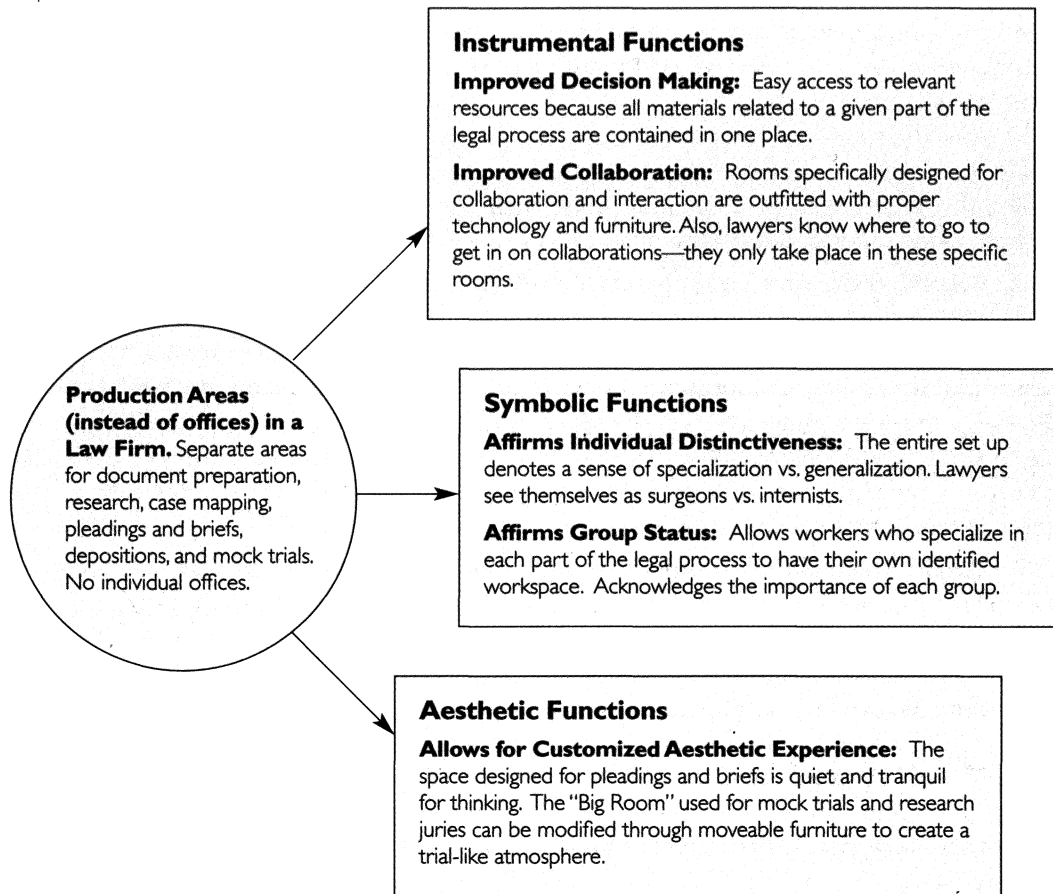 Instrumental Functions
Improved Decision Making: Easy access to relevant
resources because all materials related to a given part of the
legal process are contained in one place.
Improved Collaboration: Rooms specifically designed for
collaboration and interaction are outfitted with proper
technology and furniture. Also, lawyers know where to go to
get in on collaborations—they only take place in these specific
rooms.
Production Areas
(instead of offices) in a
Law Firm. Separate areas
for document preparation,
research, case mapping,
pleadings and briefs,
depositions, and mock trials.
No individual offices.
Symbolic Functions
Affirms Individual Distinctiveness: The entire set up
denotes a sense of specialization vs. generalization. Lawyers
see themselves as surgeons vs. internists.
Affirms Group Status: Allows workers who specialize in
each part of the legal process to have their own identified
workspace. Acknowledges the importance of each group.
Aesthetic Functions
Allows for Customized Aesthetic Experience: The
space designed for pleadings and briefs is quiet and tranquil
for thinking. The “Big Room” used for mock trials and research
juries can be modified through moveable furniture to create a
trial-like atmosphere.